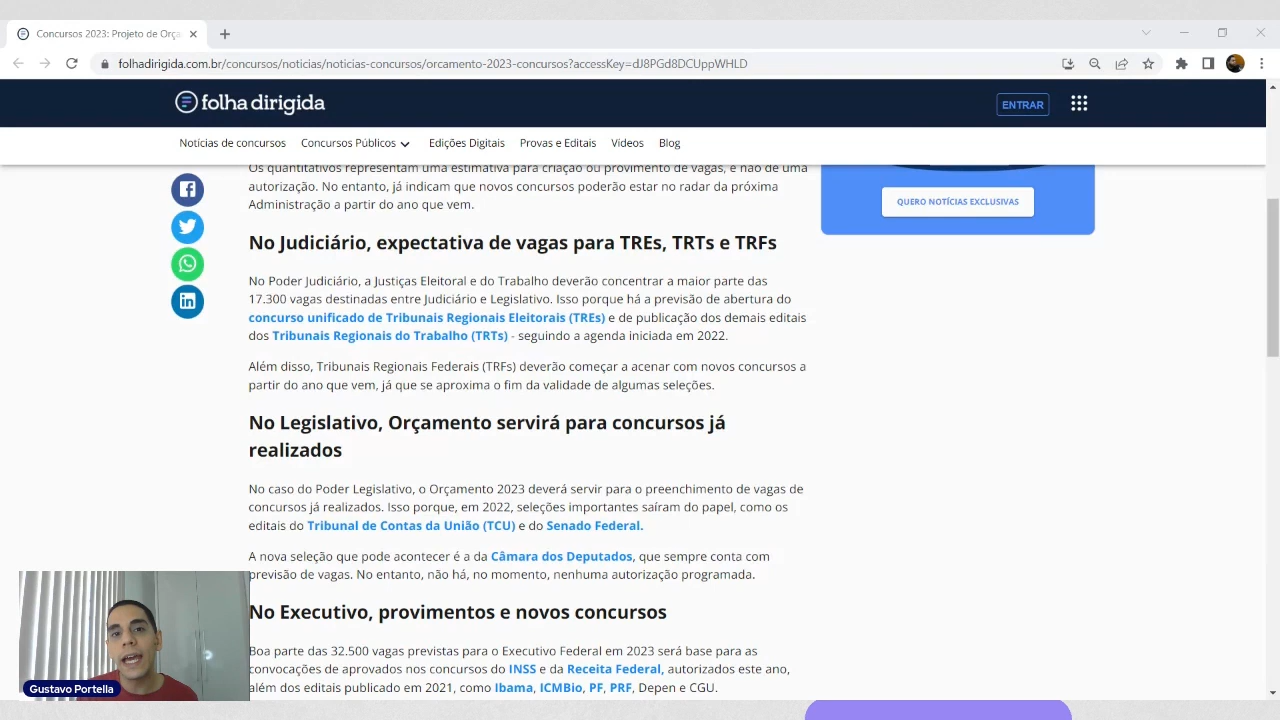 Concursos 2023: Projeto de Orça
folhadirigida.com.br/concursos/noticias/noticias-concursos/orcamento-2023-concursos?accessKey=dJ8PGd8DCUppWHLD
folha dirigida
ENTRAR
Notícias de concursos Concursos Públicos Edições Digitais Provas e Editais Vídeos Blog
Os quantitativos representam uma estimativa para criação ou provimento de vagas, e não de uma
autorização. No entanto, já indicam que novos concursos poderão estar no radar da próxima
Administração a partir do ano que vem.
QUERO NOTÍCIAS EXCLUSIVAS
No Judiciário, expectativa de vagas para TREs, TRTs e TRFs
No Poder Judiciário, a Justiças Eleitoral e do Trabalho deverão concentrar a maior parte das
17.300 vagas destinadas entre Judiciário e Legislativo. Isso porque há a previsão de abertura do
concurso unificado de Tribunais Regionais Eleitorais (TREs) e de publicação dos demais editais
dos Tribunais Regionais do Trabalho (TRTs) - seguindo a agenda iniciada em 2022.
Além disso, Tribunais Regionais Federais (TRFs) deverão começar a acenar com novos concursos a
partir do ano que vem, já que se aproxima o fim da validade de algumas seleções.
No Legislativo, Orçamento servirá para concursos já
realizados
No caso do Poder Legislativo, o Orçamento 2023 deverá servir para o preenchimento de vagas de
concursos já realizados. Isso porque, em 2022, seleções importantes saíram do papel, como os
editais do Tribunal de Contas da União (TCU) e do Senado Federal.
A nova seleção que pode acontecer é a da Câmara dos Deputados, que sempre conta com
previsão de vagas. No entanto, não há, no momento, nenhuma autorização programada.
No Executivo, provimentos e novos concursos
Boa parte das 32.500 vagas previstas para o Executivo Federal em 2023 será base para as
convocações de aprovados nos concursos do INSS e da Receita Federal, autorizados este ano,
além dos editais publicado em 2021, como Ibama, ICMBio, PF, PRF, Depen e CGU.
Gustavo Portella